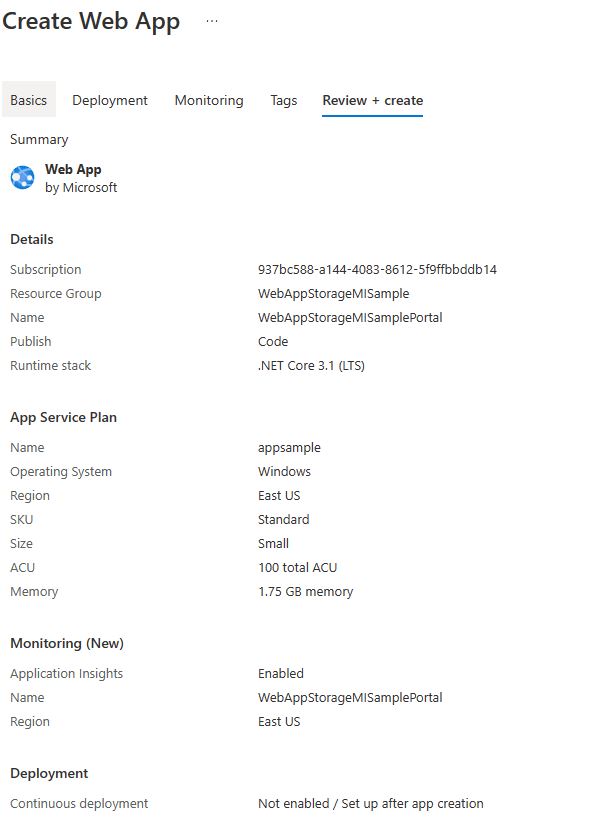 Create Web App ...
Basics Deployment Monitoring Tags Review + create
Summary
Web App
by Microsoft
Details
Subscription 937bc588-a144-4083-8612-5f9ffbbddb14
Resource Group WebAppStorageMISample
Name WebAppStorageMISamplePortal
Publish Code
Runtime stack .NET Core 3.1 (LTS)
App Service Plan
Name appsample
Operating System Windows
Region East US
SKU Standard
Size Small
ACU 100 total ACU
Memory 1.75 GB memory
Monitoring (New)
Application Insights Enabled
Name WebAppStorageMISamplePortal
Region East US
Deployment
Continuous deployment Not enabled / Set up after app creation